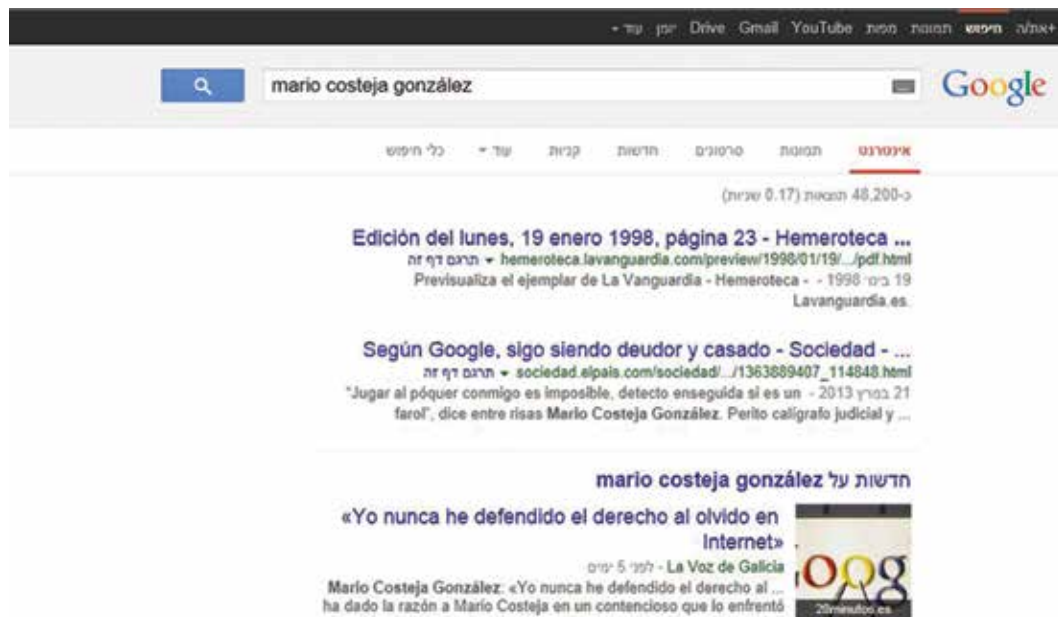 +את/ה חיפוש תמונות מפות YouTube Gmail Drive יומן עוד
Google
mario costeja gonzález
אינטרנט תמונות סרטונים חדשות קניות עוד כלי חיפוש
כ-48,200 תוצאות (0.17 שניות)
Edición del lunes, 19 enero 1998, página 23 - Hemeroteca ...
hemeroteca.lavanguardia.com/preview/1998/01/19/.../pdf.html תרגם דף זה
19 בינו׳ 1998 - Previsualiza el ejemplar de La Vanguardia - Hemeroteca -
Lavanguardia.es.
Según Google, sigo siendo deudor y casado - Sociedad - ...
sociedad.elpais.com/sociedad/.../1363889407_114848.html תרגם דף זה
21 במרץ 2013 - "Jugar al póquer conmigo es imposible, detecto enseguida si es un
farol", dice entre risas Mario Costeja González. Perito calígrafo judicial y ...
חדשות על mario costeja gonzález
«Yo nunca he defendido el derecho al olvido en
Internet»
La Voz de Galicia - לפני 5 ימים
Mario Costeja González: «Yo nunca he defendido el derecho al ...
ha dado la razón a Mario Costeja en un contencioso que lo enfrentó
Goog
20minutos.es